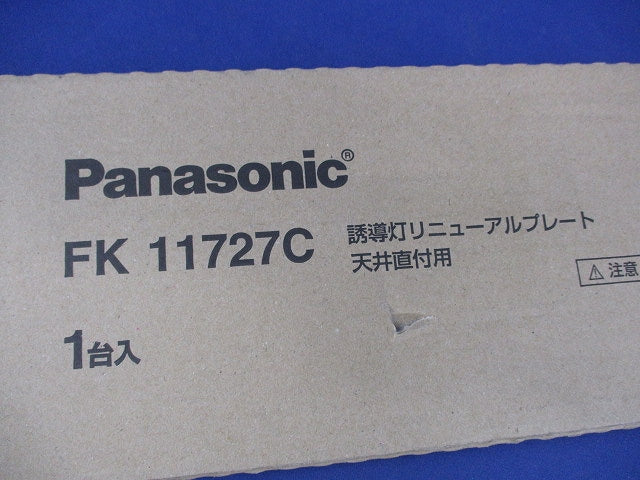 Panasonic®
FK 11727C
誘導灯リニューアルプレート
天井直付用
⚠注意
1台入